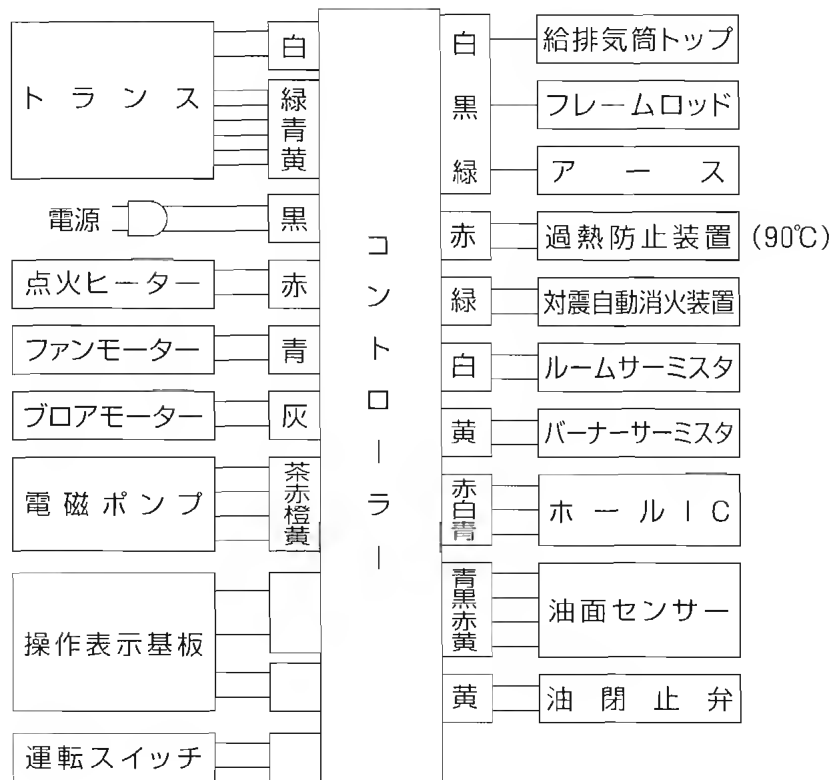 トランス
白
緑
青
黄
電源
黒
点火ヒーター
赤
ファンモーター
青
ブロアモーター
灰
電磁ポンプ
茶
赤
橙
黄
操作表示基板
運転スイッチ
コントローラー
白
給排気筒トップ
黒
フレームロッド
緑
アース
赤
過熱防止装置 (90℃)
緑
対震自動消火装置
白
ルームサーミスタ
黄
バーナーサーミスタ
赤
白
青
ホールIC
青
黒
赤
黄
油面センサー
黄
油閉止弁